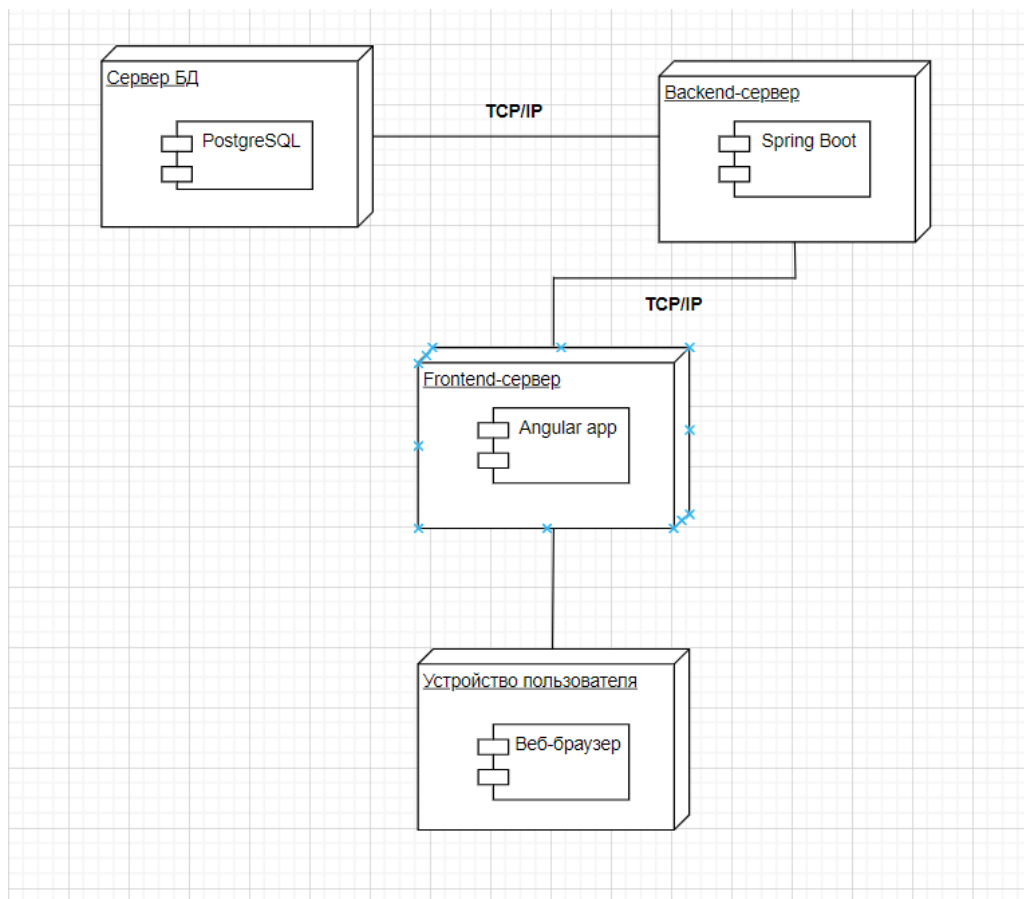 Сервер БД
PostgreSQL
TCP/IP
Backend-сервер
Spring Boot
TCP/IP
Frontend-сервер
Angular app
Устройство пользователя
Веб-браузер